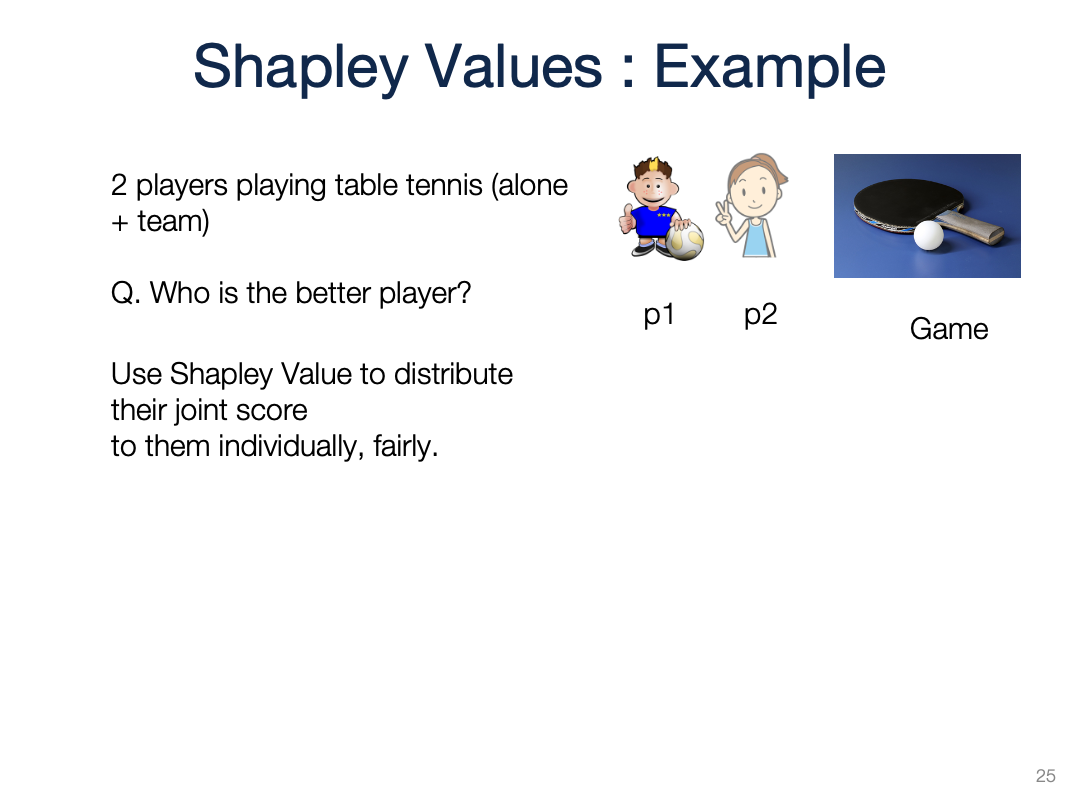 Shapley Values : Example
2 players playing table tennis (alone
+ team)
Q. Who is the better player?
Use Shapley Value to distribute
their joint score
to them individually, fairly.
p1
p2
Game
25